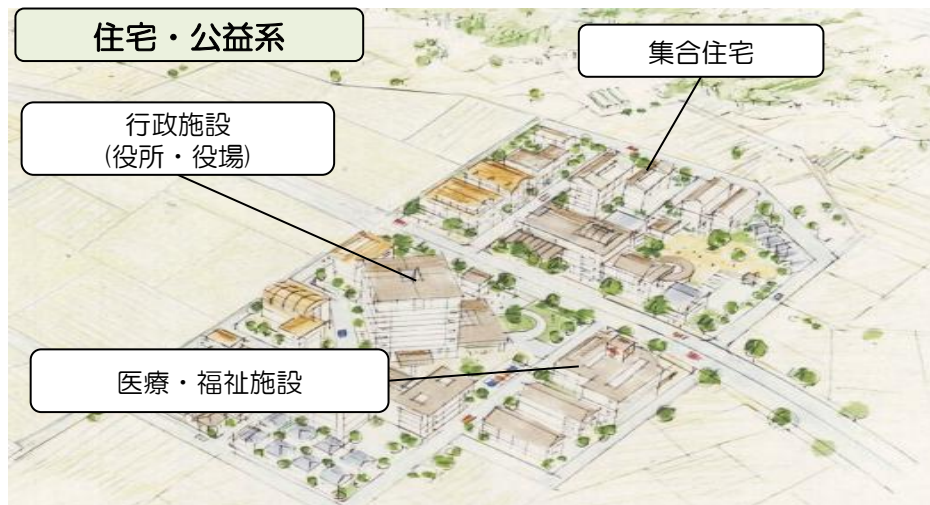 住宅・公益系
集合住宅
行政施設
(役所・役場)
医療・福祉施設